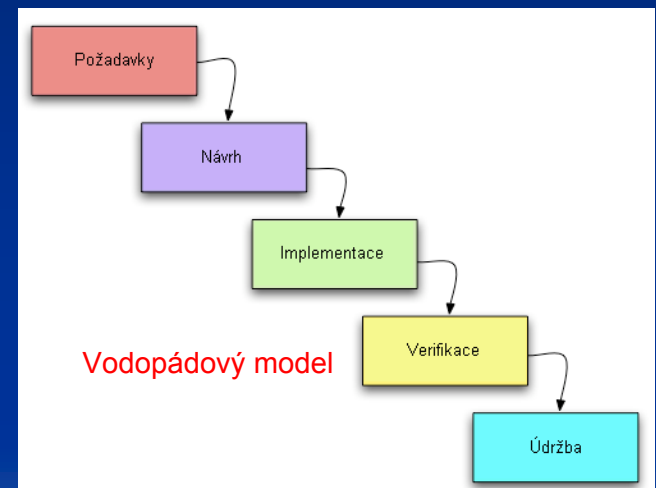 Požadavky
Návrh
Implementace
Verifikace
Vodopádový model
Údržba